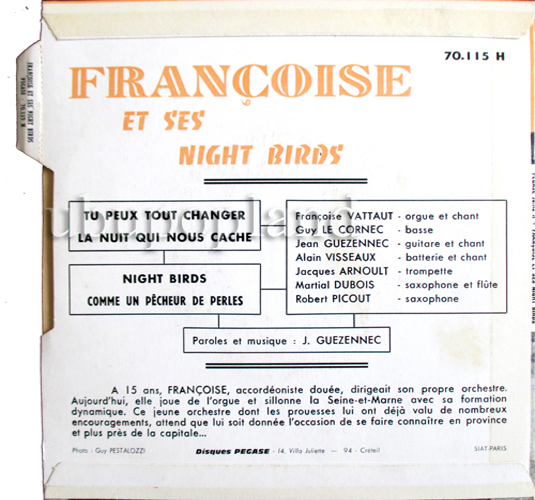 70.115 H
FRANÇOISE
ET SES
NIGHT BIRDS
FRANÇOISE ET SES NIGHT BIRDS
PEGASE 70.115 H
ubupopland
TU PEUX TOUT CHANGER
LA NUIT QUI NOUS CACHE
NIGHT BIRDS
COMME UN PÊCHEUR DE PERLES
Françoise VATTAUT - orgue et chant
Guy LE CORNEC - basse
Jean GUEZENNEC - guitare et chant
Alain VISSEAUX - batterie et chant
Jacques ARNOULT - trompette
Martial DUBOIS - saxophone et flûte
Robert PICOUT - saxophone
Paroles et musique : J. GUEZENNEC
A 15 ans, FRANÇOISE, accordéoniste douée, dirigeait son propre orchestre.
Aujourd'hui, elle joue de l'orgue et sillonne la Seine-et-Marne avec sa formation
dynamique. Ce jeune orchestre dont les prouesses lui ont déjà valu de nombreux
encouragements, attend que lui soit donnée l'occasion de se faire connaître en province
et plus près de la capitale...
Photo : Guy PESTALOZZI
Disques PEGASE - 14, Villa Juliette — 94 - Créteil
SIAT-PARIS